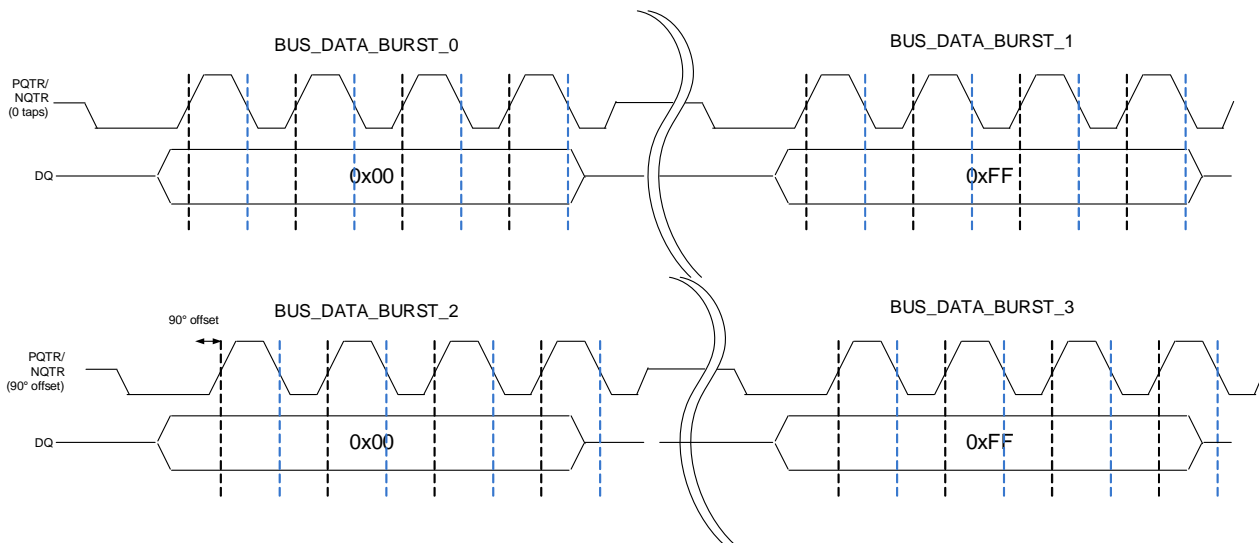 BUS_DATA_BURST_0
BUS_DATA_BURST_1
PQTR/
NQTR
(0 taps)
DQ
0x00
0xFF
90° offset
BUS_DATA_BURST_2
BUS_DATA_BURST_3
PQTR/
NQTR
(90° offset)
DQ
0x00
0xFF